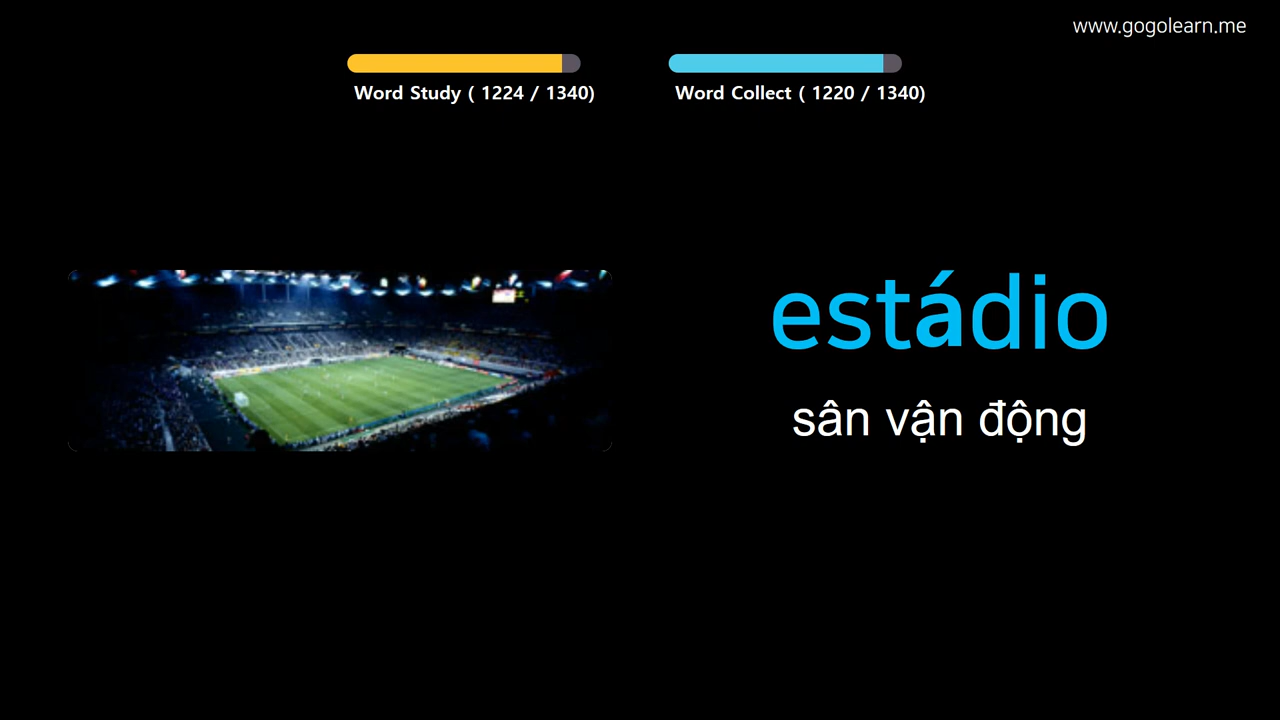 www.gogolearn.me
Word Study ( 1224 / 1340)
Word Collect ( 1220 / 1340)
estádio
sân vận động